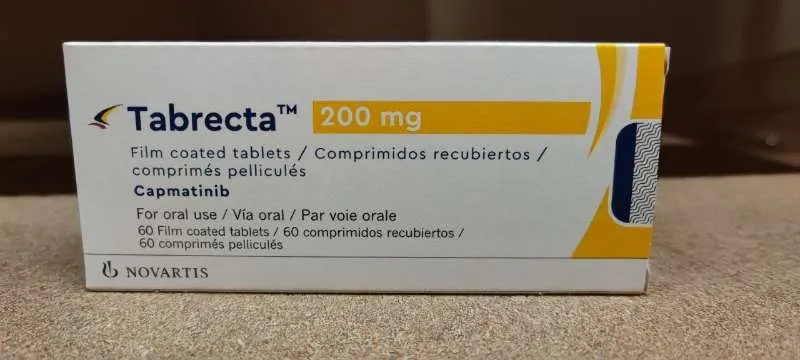 Tabrecta™ 200 mg
Film coated tablets / Comprimidos recubiertos /
comprimés pelliculés
Capmatinib
For oral use / Vía oral / Par voie orale
60 Film coated tablets / 60 comprimidos recubiertos /
60 comprimés pelliculés
NOVARTIS